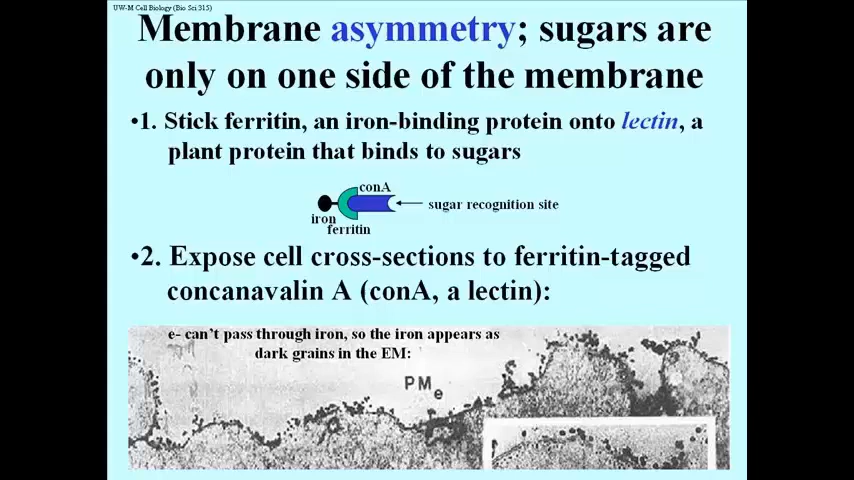 UW-M Cell Biology (Bio Sci 315)
Membrane asymmetry; sugars are
only on one side of the membrane
•1. Stick ferritin, an iron-binding protein onto lectin, a
plant protein that binds to sugars
conA
sugar recognition site
iron
ferritin
•2. Expose cell cross-sections to ferritin-tagged
concanavalin A (conA, a lectin):
e- can't pass through iron, so the iron appears as
dark grains in the EM:
PMe